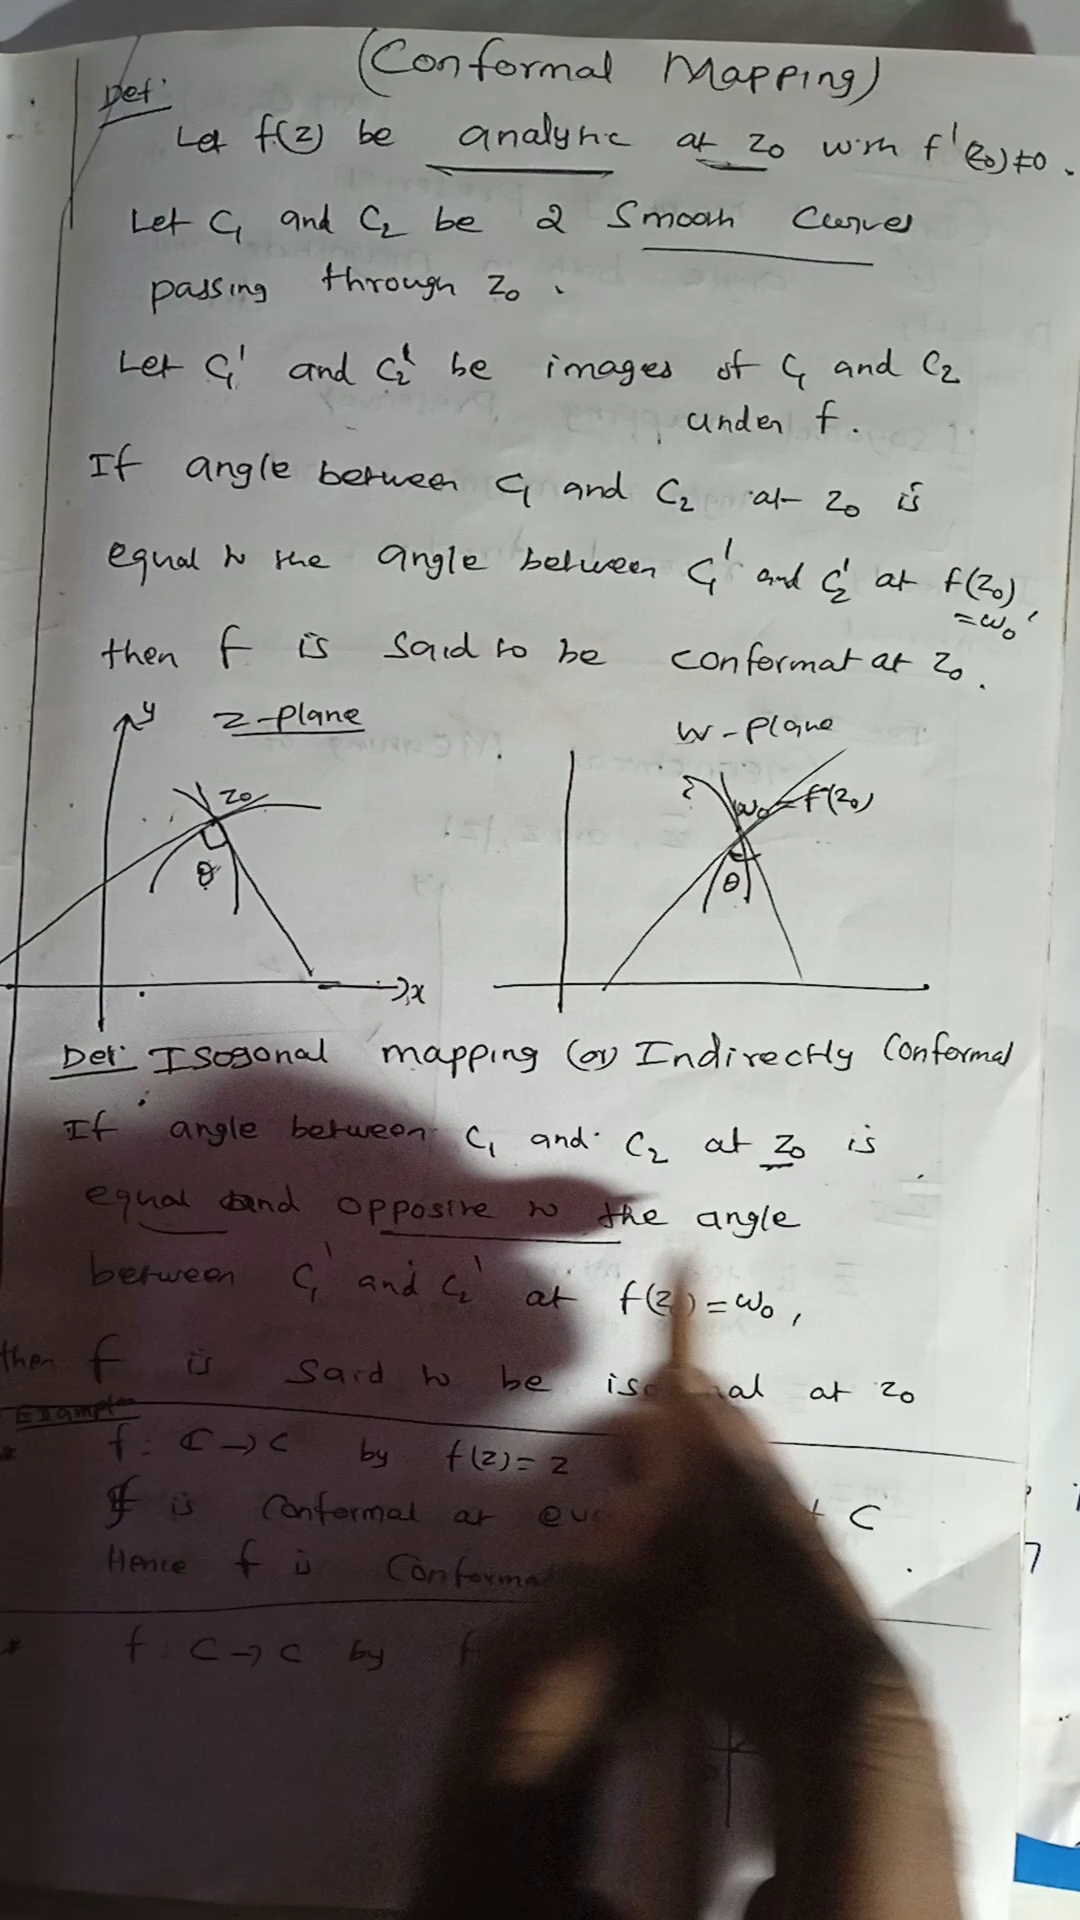 (Conformal Mapping)
Def:
Let f(z) be analytic at z₀ with f'(z₀)≠0.
Let C₁ and C₂ be 2 Smooth Curves
passing through z₀.
Let C₁' and C₂' be images of C₁ and C₂
under f.
If angle between C₁ and C₂ at z₀ is
equal to the angle between C₁' and C₂' at f(z₀)
=w₀,
then f is said to be conformal at z₀.
y z-plane
w-plane
z₀
w₀=f(z₀)
θ
θ
x
Def: Isogonal mapping (or) Indirectly Conformal
If angle between C₁ and C₂ at z₀ is
equal and opposite to the angle
between C₁' and C₂' at f(z )=w₀,
then f is said to be at z₀
Example
* f: C→C by f(z)=z
f is Conformal at C
Hence f is
* f: C→C by f